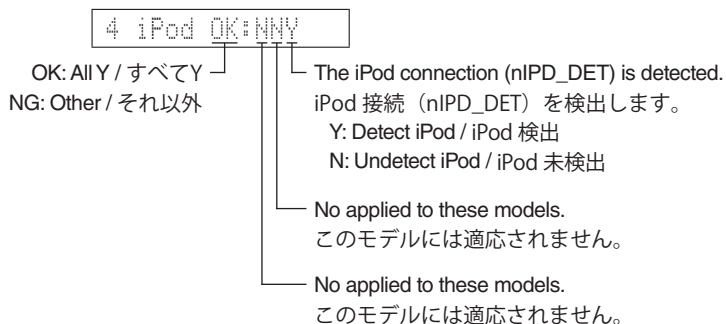 4 iPod OK:NNY
OK: All Y / すべてY
NG: Other / それ以外
The iPod connection (nIPD_DET) is detected.
iPod 接続（nIPD_DET）を検出します。
Y: Detect iPod / iPod 検出
N: Undetect iPod / iPod 未検出
No applied to these models.
このモデルには適応されません。
No applied to these models.
このモデルには適応されません。